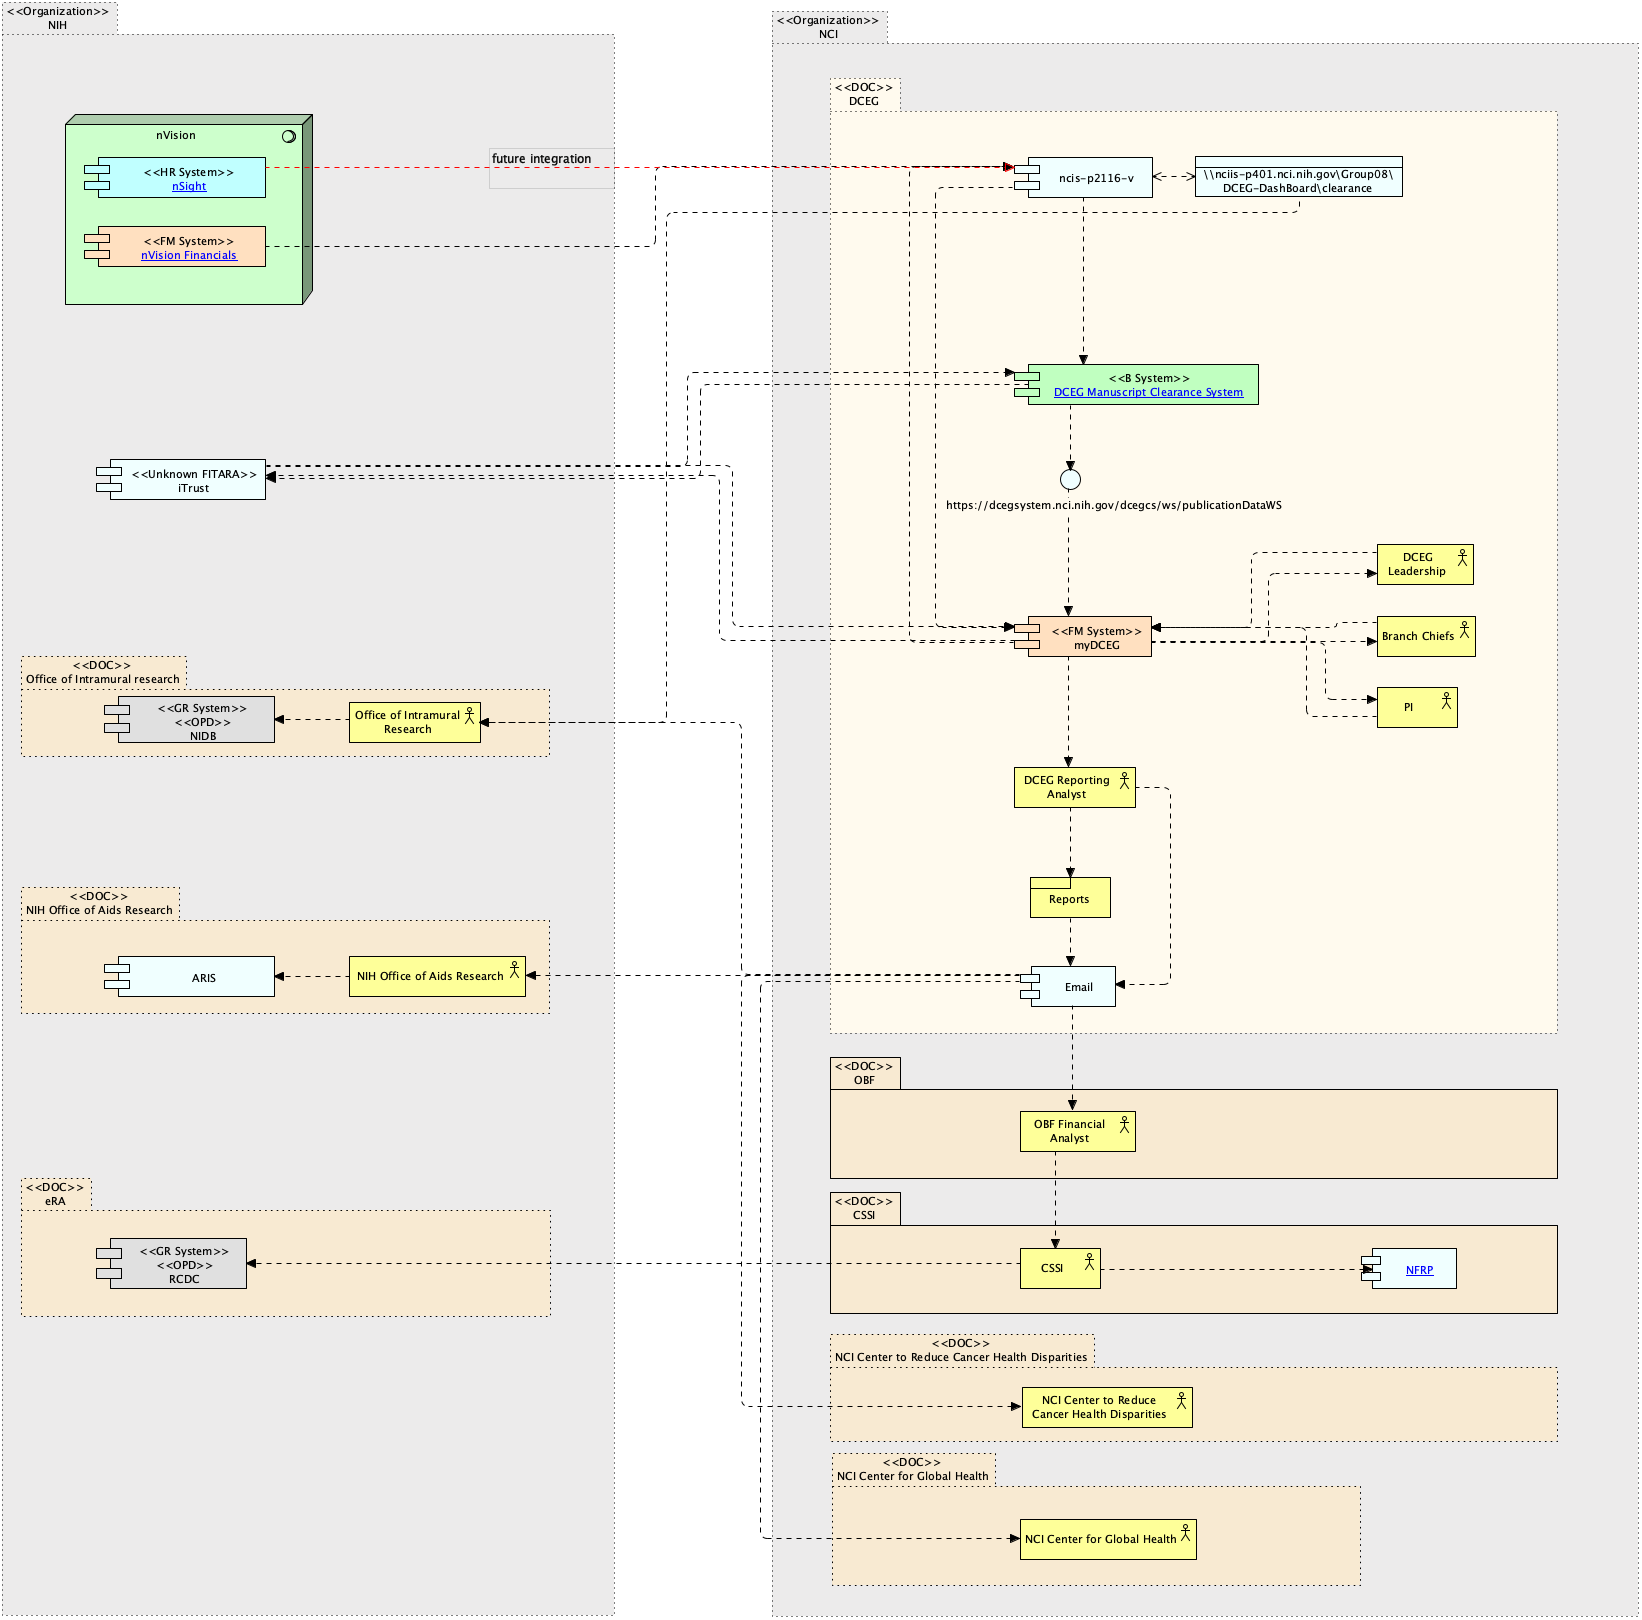 <<Organization>>
NIH
nVision
<<HR System>>
nSight
<<FM System>>
nVision Financials
future integration
<<Unknown FITARA>>
iTrust
<<DOC>>
Office of Intramural research
<<GR System>>
<<OPD>>
NIDB
Office of Intramural
Research
<<DOC>>
NIH Office of Aids Research
ARIS
NIH Office of Aids Research
<<DOC>>
eRA
<<GR System>>
<<OPD>>
RCDC
<<Organization>>
NCI
<<DOC>>
DCEG
ncis-p2116-v
\\nciis-p401.nci.nih.gov\Group08\
DCEG-DashBoard\clearance
<<B System>>
DCEG Manuscript Clearance System
https://dcegsystem.nci.nih.gov/dcegcs/ws/publicationDataWS
DCEG
Leadership
<<FM System>>
myDCEG
Branch Chiefs
PI
DCEG Reporting
Analyst
Reports
Email
<<DOC>>
OBF
OBF Financial
Analyst
<<DOC>>
CSSI
CSSI
NFRP
<<DOC>>
NCI Center to Reduce Cancer Health Disparities
NCI Center to Reduce
Cancer Health Disparities
<<DOC>>
NCI Center for Global Health
NCI Center for Global Health